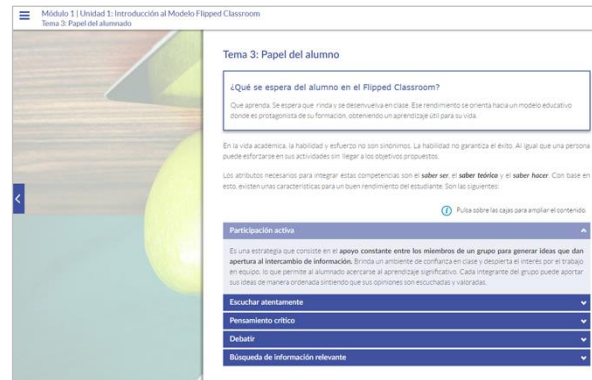 Módulo 1 | Unidad 1: Introducción al Modelo Flipped Classroom
Tema 3: Papel del alumnado
Tema 3: Papel del alumno
¿Qué se espera del alumno en el Flipped Classroom?
Que aprenda. Se espera que rinda y se desenvuelva en clase. Ese rendimiento se orienta hacia un modelo educativo
donde es protagonista de su formación, obteniendo un aprendizaje útil para su vida.
En la vida académica, la habilidad y esfuerzo no son sinónimos. La habilidad no garantiza el éxito. Al igual que una persona
puede esforzarse en sus actividades sin llegar a los objetivos propuestos.
Los atributos necesarios para integrar estas competencias son el saber ser, el saber teórico y el saber hacer. Con base en
esto, existen unas características para un buen rendimiento del estudiante. Son las siguientes:
Pulsa sobre las cajas para ampliar el contenido.
Participación activa
Es una estrategia que consiste en el apoyo constante entre los miembros de un grupo para generar ideas que dan
apertura al intercambio de información. Brinda un ambiente de confianza en clase y despierta el interés por el trabajo
en equipo, lo que permite al alumnado acercarse al aprendizaje significativo. Cada integrante del grupo puede aportar
sus ideas de manera ordenada sintiendo que sus opiniones son escuchadas y valoradas.
Escuchar atentamente
Pensamiento crítico
Debatir
Búsqueda de información relevante